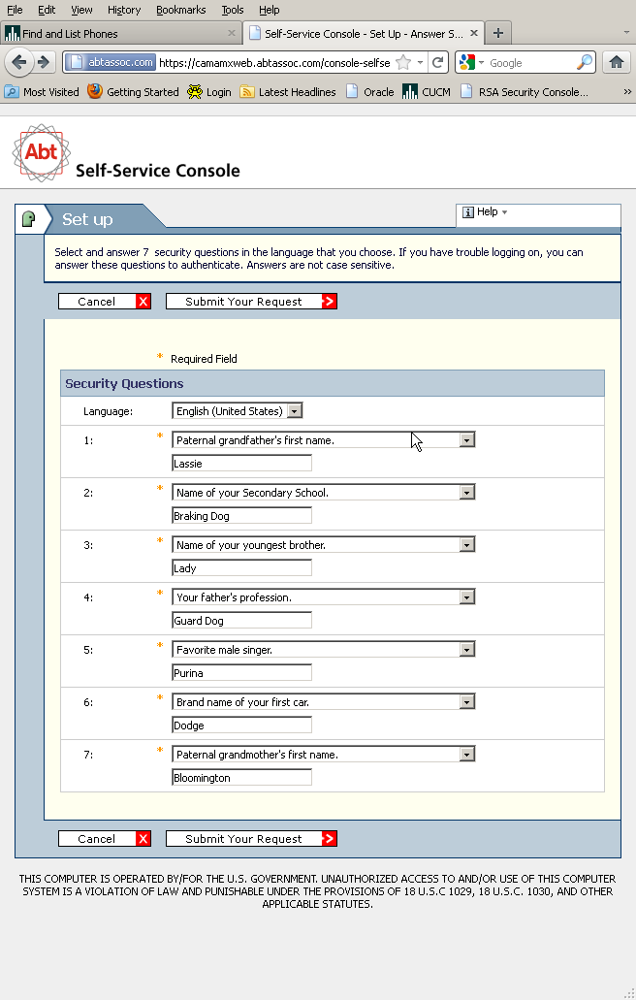 File Edit View History Bookmarks Tools Help
Find and List Phones × Self-Service Console - Set Up - Answer S... × +
abtassoc.com https://camamxweb.abtassoc.com/console-selfse Google
Most Visited Getting Started Login Latest Headlines Oracle CUCM RSA Security Console... »
Abt Self-Service Console
Set up Help
Select and answer 7 security questions in the language that you choose. If you have trouble logging on, you can
answer these questions to authenticate. Answers are not case sensitive.
Cancel X Submit Your Request
* Required Field
Security Questions
Language: English (United States)
1: * Paternal grandfather's first name.
Lassie
2: * Name of your Secondary School.
Braking Dog
3: * Name of your youngest brother.
Lady
4: * Your father's profession.
Guard Dog
5: * Favorite male singer.
Purina
6: * Brand name of your first car.
Dodge
7: * Paternal grandmother's first name.
Bloomington
Cancel X Submit Your Request
THIS COMPUTER IS OPERATED BY/FOR THE U.S. GOVERNMENT. UNAUTHORIZED ACCESS TO AND/OR USE OF THIS COMPUTER
SYSTEM IS A VIOLATION OF LAW AND PUNISHABLE UNDER THE PROVISIONS OF 18 U.S.C 1029, 18 U.S.C. 1030, AND OTHER
APPLICABLE STATUTES.